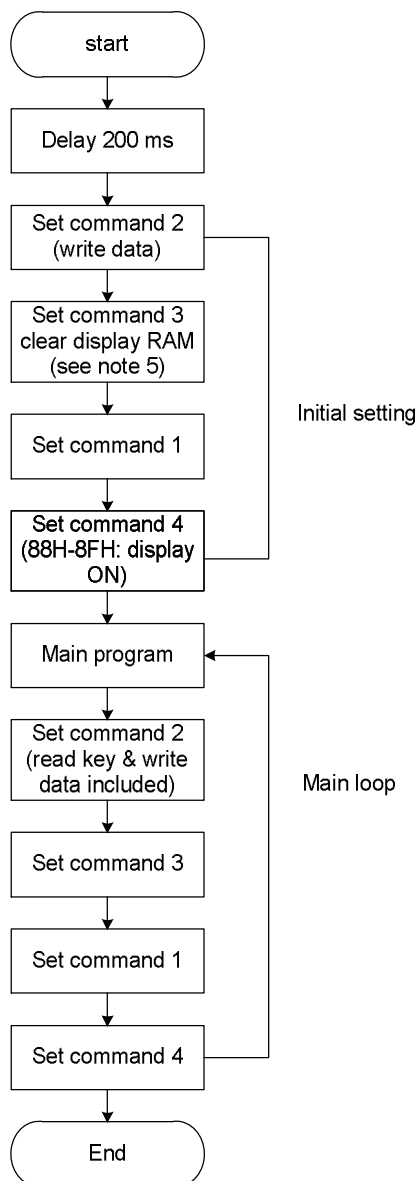 start
Delay 200 ms
Set command 2
(write data)
Set command 3
clear display RAM
(see note 5)
Initial setting
Set command 1
Set command 4
(88H-8FH: display
ON)
Main program
Set command 2
(read key & write
data included)
Main loop
Set command 3
Set command 1
Set command 4
End